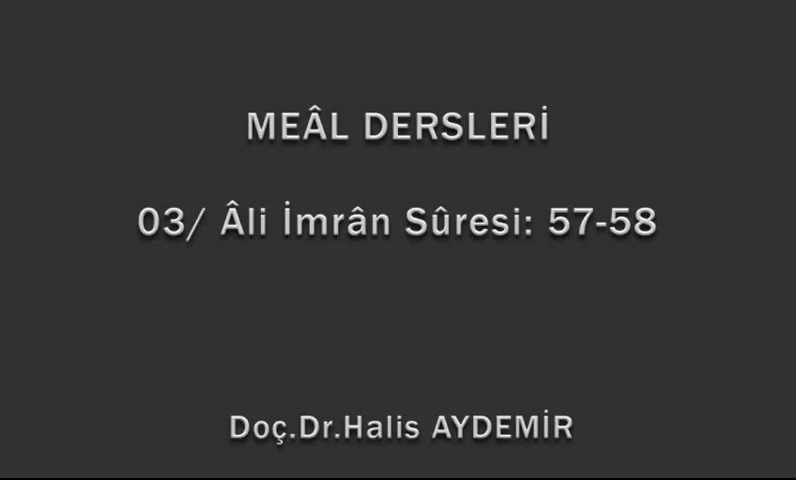 MEÂL DERSLERİ
03/ Âli İmrân Sûresi: 57-58
Doç.Dr.Halis AYDEMİR